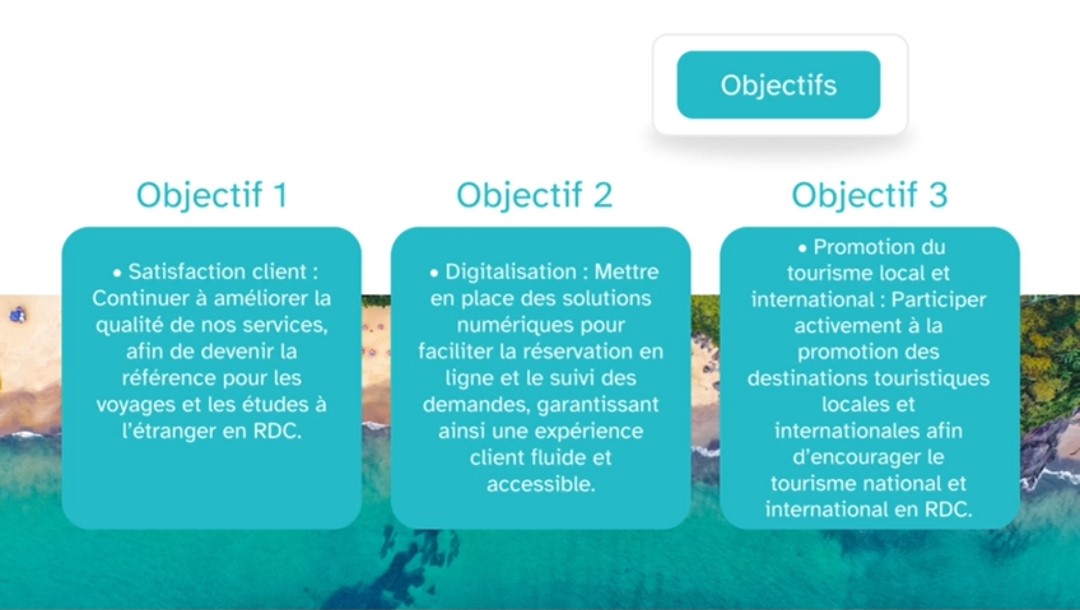 Objectifs
Objectif 1
• Satisfaction client :
Continuer à améliorer la
qualité de nos services,
afin de devenir la
référence pour les
voyages et les études à
l’étranger en RDC.
Objectif 2
• Digitalisation : Mettre
en place des solutions
numériques pour
faciliter la réservation en
ligne et le suivi des
demandes, garantissant
ainsi une expérience
client fluide et
accessible.
Objectif 3
• Promotion du
tourisme local et
international : Participer
activement à la
promotion des
destinations touristiques
locales et
internationales afin
d’encourager le
tourisme national et
international en RDC.